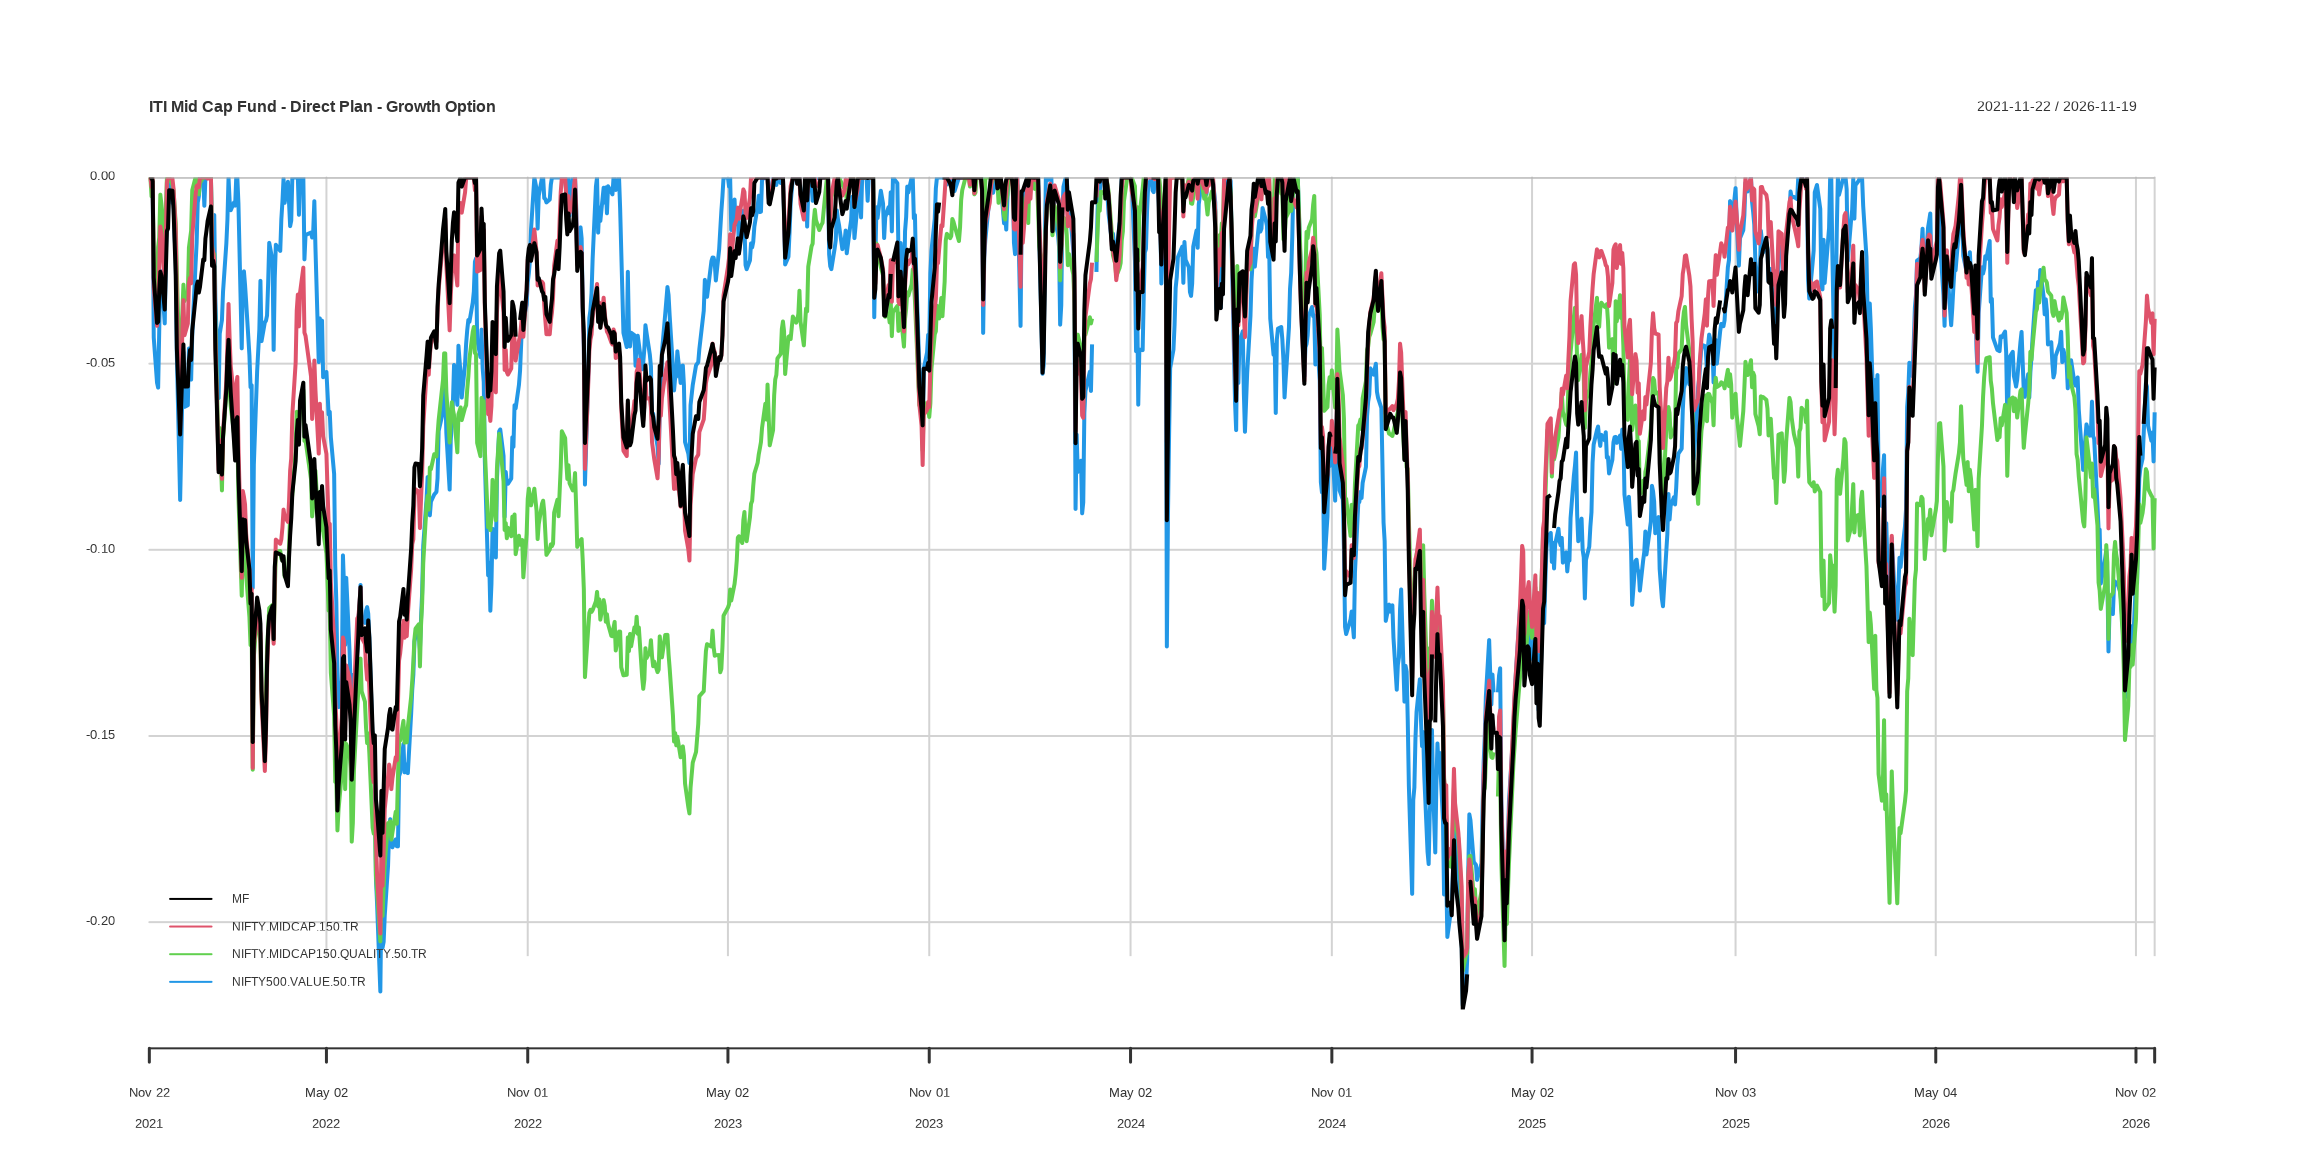 ITI Mid Cap Fund - Direct Plan - Growth Option
2021-11-22 / 2026-11-19
0.00
-0.05
-0.10
-0.15
-0.20
MF
NIFTY.MIDCAP.150.TR
NIFTY.MIDCAP150.QUALITY.50.TR
NIFTY500.VALUE.50.TR
Nov 22 May 02 Nov 01 May 02 Nov 01 May 02 Nov 01 May 02 Nov 03 May 04 Nov 02
2021 2022 2022 2023 2023 2024 2024 2025 2025 2026 2026